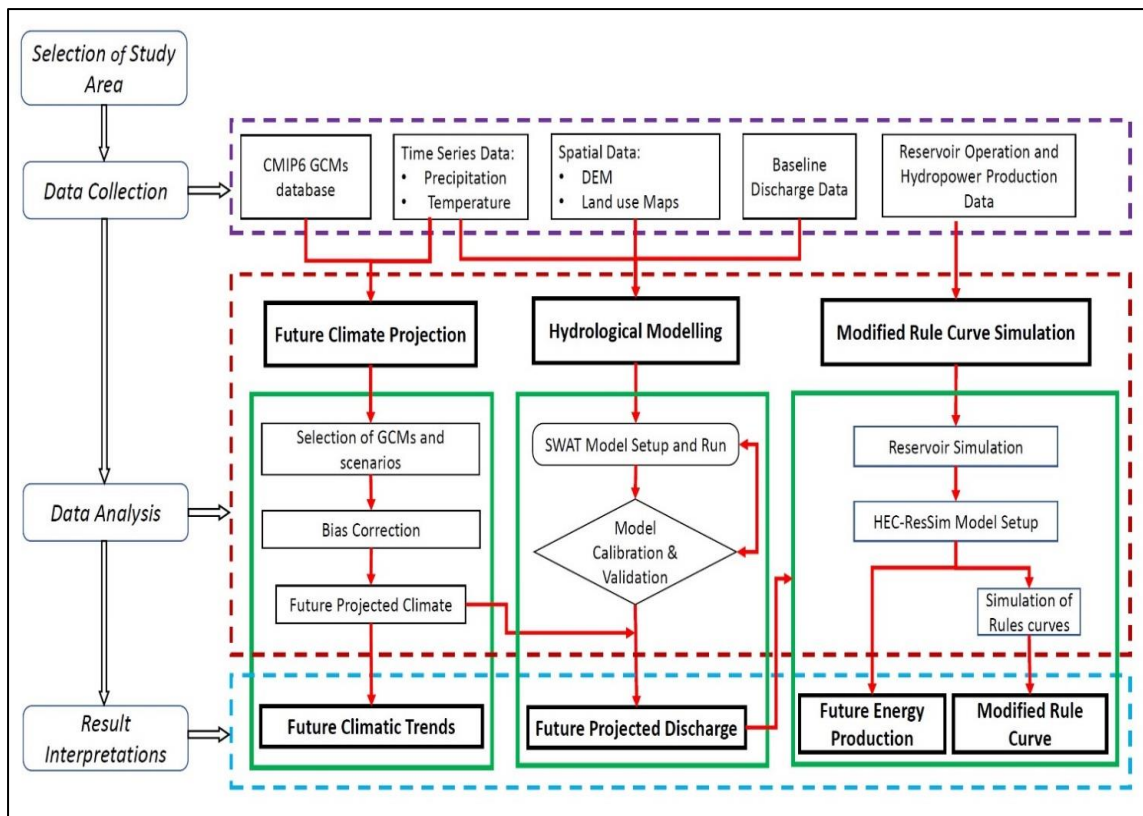 Selection of Study
Area
Data Collection
CMIP6 GCMs
database
Time Series Data:
• Precipitation
• Temperature
Spatial Data:
• DEM
• Land use Maps
Baseline
Discharge Data
Reservoir Operation and
Hydropower Production
Data
Future Climate Projection
Hydrological Modelling
Modified Rule Curve Simulation
Data Analysis
Selection of GCMs and
scenarios
Bias Correction
Future Projected Climate
SWAT Model Setup and Run
Model
Calibration &
Validation
Reservoir Simulation
HEC-ResSim Model Setup
Simulation of
Rules curves
Result
Interpretations
Future Climatic Trends
Future Projected Discharge
Future Energy
Production
Modified Rule
Curve